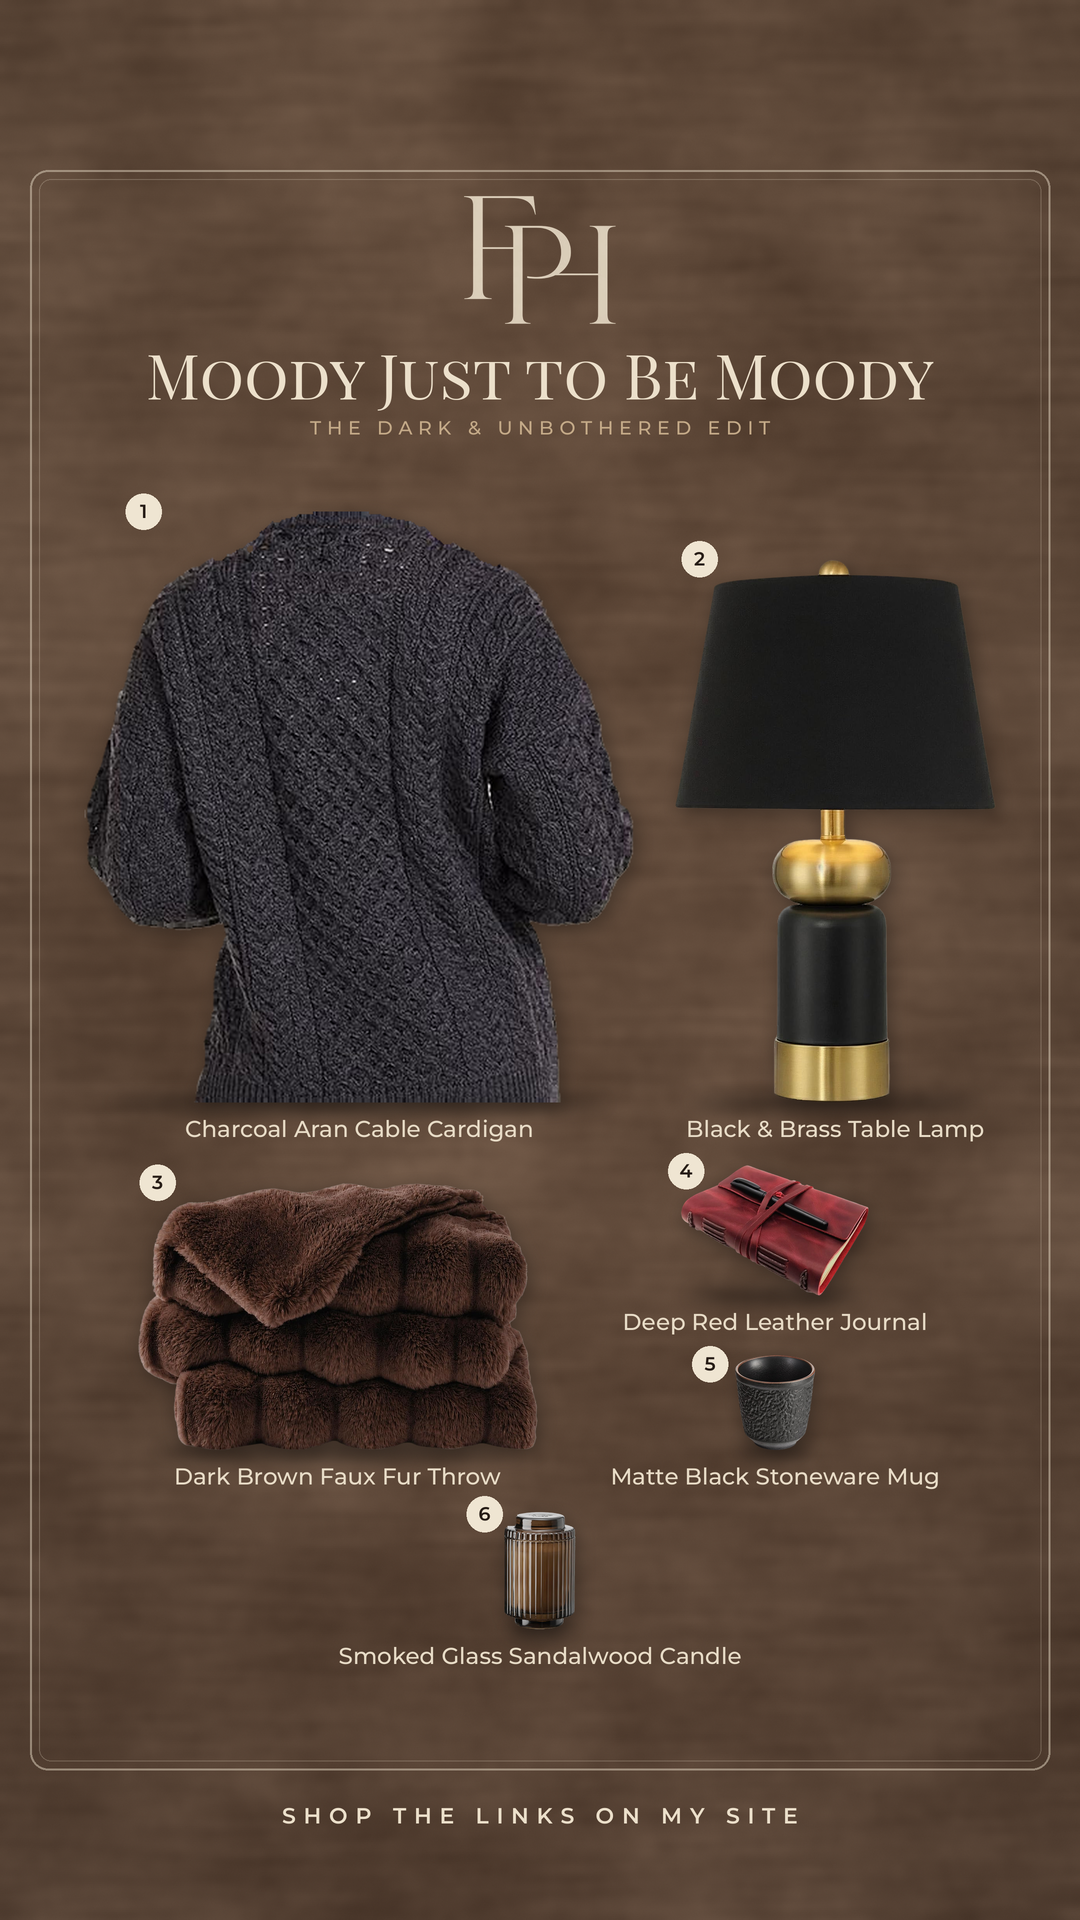 FPH
Moody Just to Be Moody
THE DARK & UNBOTHERED EDIT
1
2
Charcoal Aran Cable Cardigan
Black & Brass Table Lamp
3
4
Deep Red Leather Journal
5
Dark Brown Faux Fur Throw
Matte Black Stoneware Mug
6
Smoked Glass Sandalwood Candle
SHOP THE LINKS ON MY SITE